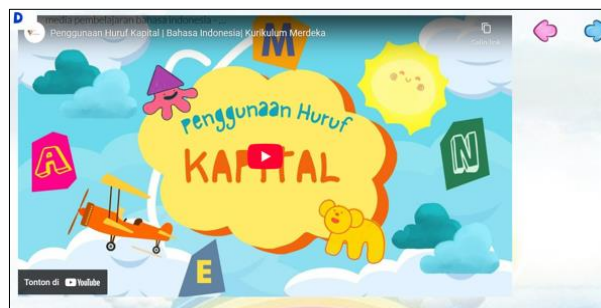 D
media pembelajaran bahasa indonesia - ...
Penggunaan Huruf Kapital | Bahasa Indonesia| Kurikulum Merdeka
M
Penggunaan Huruf
KAPITAL
A
N
E
Tonton di YouTube